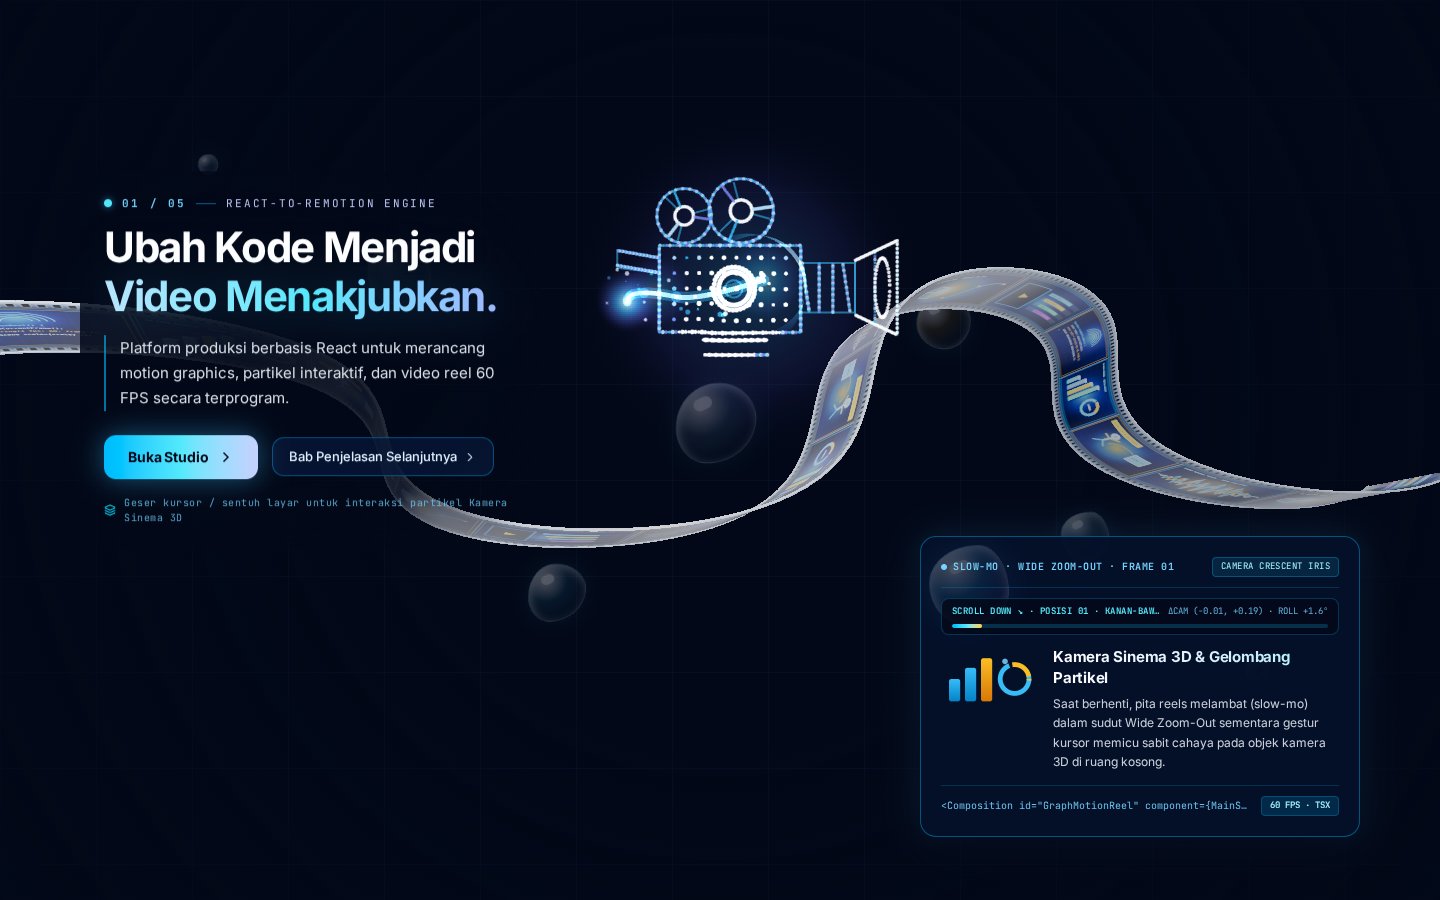 01 / 05 — REACT-TO-REMOTION ENGINE
Ubah Kode Menjadi
Video Menakjubkan.
Platform produksi berbasis React untuk merancang
motion graphics, partikel interaktif, dan video reel 60
FPS secara terprogram.
Buka Studio
Bab Penjelasan Selanjutnya
Geser kursor / sentuh layar untuk interaksi partikel Kamera
Sinema 3D
SLOW-MO · WIDE ZOOM-OUT · FRAME 01
CAMERA CRESCENT IRIS
SCROLL DOWN ↘ · POSISI 01 · KANAN-BAW… ΔCAM (-0.01, +0.19) · ROLL +1.6°
Kamera Sinema 3D & Gelombang
Partikel
Saat berhenti, pita reels melambat (slow-mo)
dalam sudut Wide Zoom-Out sementara gestur
kursor memicu sabit cahaya pada objek kamera
3D di ruang kosong.
<Composition id="GraphMotionReel" component={MainS…
60 FPS · TSX